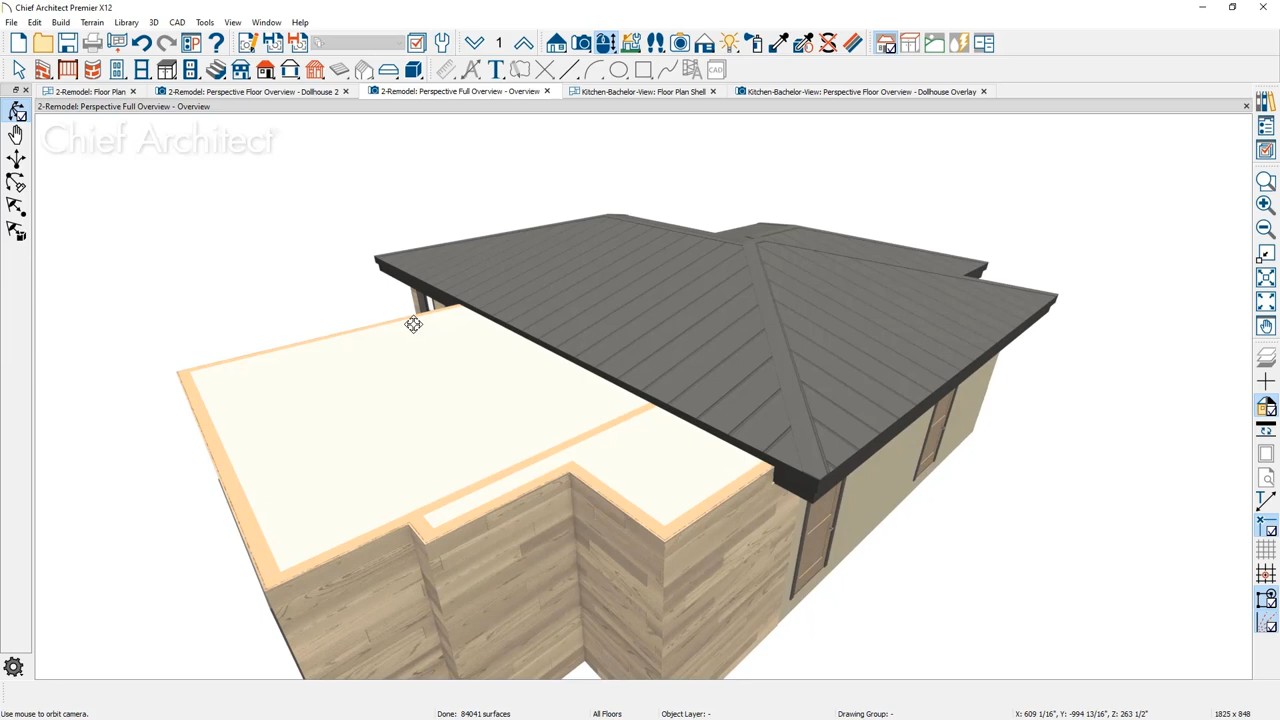 Chief Architect Premier X12
File Edit Build Terrain Library 3D CAD Tools View Window Help
1
CAD
2-Remodel: Floor Plan
2-Remodel: Perspective Floor Overview - Dollhouse 2
2-Remodel: Perspective Full Overview - Overview
Kitchen-Bachelor-View: Floor Plan Shell
Kitchen-Bachelor-View: Perspective Floor Overview - Dollhouse Overlay
2-Remodel: Perspective Full Overview - Overview
Chief Architect
Use mouse to orbit camera.
Done: 84041 surfaces
All Floors
Object Layer: -
Drawing Group: -
X: 609 1/16", Y: -994 13/16", Z: 263 1/2"
1825 x 848